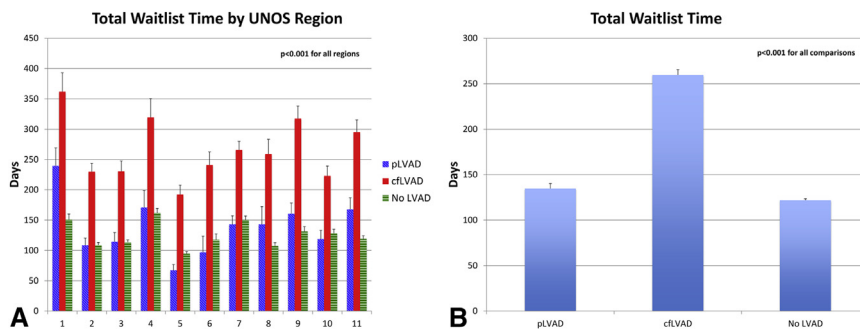 Total Waitlist Time by UNOS Region
p<0.001 for all regions
450
400
350
300
250
200
150
100
50
0
Days
1 2 3 4 5 6 7 8 9 10 11
pLVAD
cfLVAD
No LVAD
A
Total Waitlist Time
p<0.001 for all comparisons
300
250
200
150
100
50
0
Days
pLVAD cfLVAD No LVAD
B